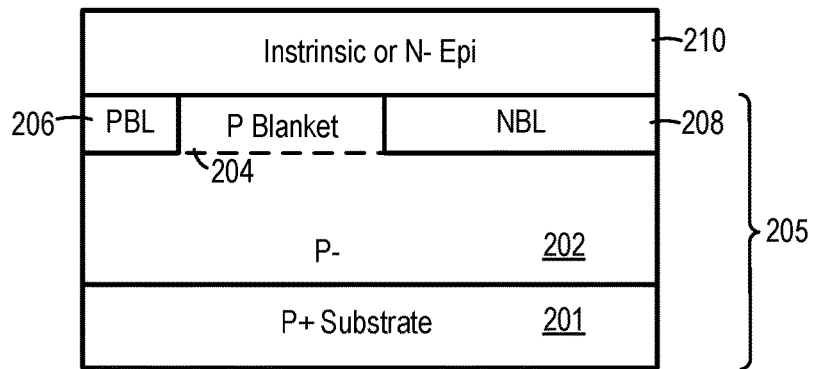 Instrinsic or N- Epi
210
206
PBL
P Blanket
NBL
208
204
205
P-
202
P+ Substrate
201